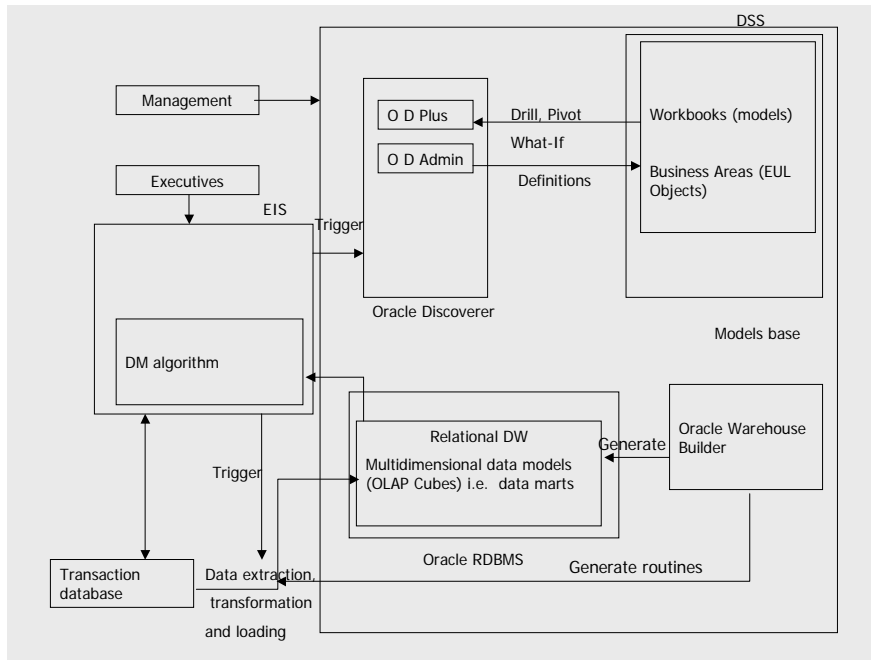 DSS
Management
O D Plus
Drill, Pivot
Workbooks (models)
What-If
O D Admin
Business Areas (EUL
Objects)
Definitions
Executives
EIS
Trigger
Oracle Discoverer
Models base
DM algorithm
Relational DW
Multidimensional data models
(OLAP Cubes) i.e. data marts
Generate
Oracle Warehouse
Builder
Trigger
Oracle RDBMS
Generate routines
Transaction
database
Data extraction,
transformation
and loading